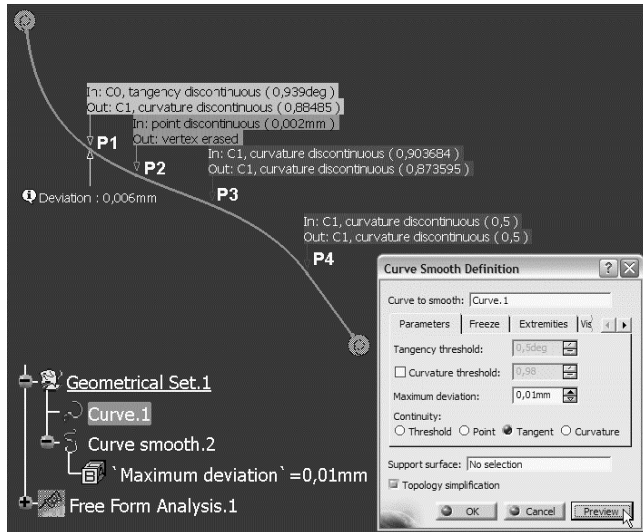 In: C0, tangency discontinuous ( 0,939deg )
Out: C1, curvature discontinuous ( 0,88485 )
In: point discontinuous ( 0,002mm )
Out: vertex erased
P1
P2
In: C1, curvature discontinuous ( 0,903684 )
Out: C1, curvature discontinuous ( 0,873595 )
P3
Deviation : 0,006mm
In: C1, curvature discontinuous ( 0,5 )
Out: C1, curvature discontinuous ( 0,5 )
P4
Curve Smooth Definition
Curve to smooth: Curve.1
Parameters Freeze Extremities Vis
Tangency threshold: 0,5deg
Curvature threshold: 0,98
Maximum deviation: 0,01mm
Continuity:
Threshold Point Tangent Curvature
Support surface: No selection
Topology simplification
OK Cancel Preview
Geometrical Set.1
Curve.1
Curve smooth.2
`Maximum deviation`=0,01mm
Free Form Analysis.1